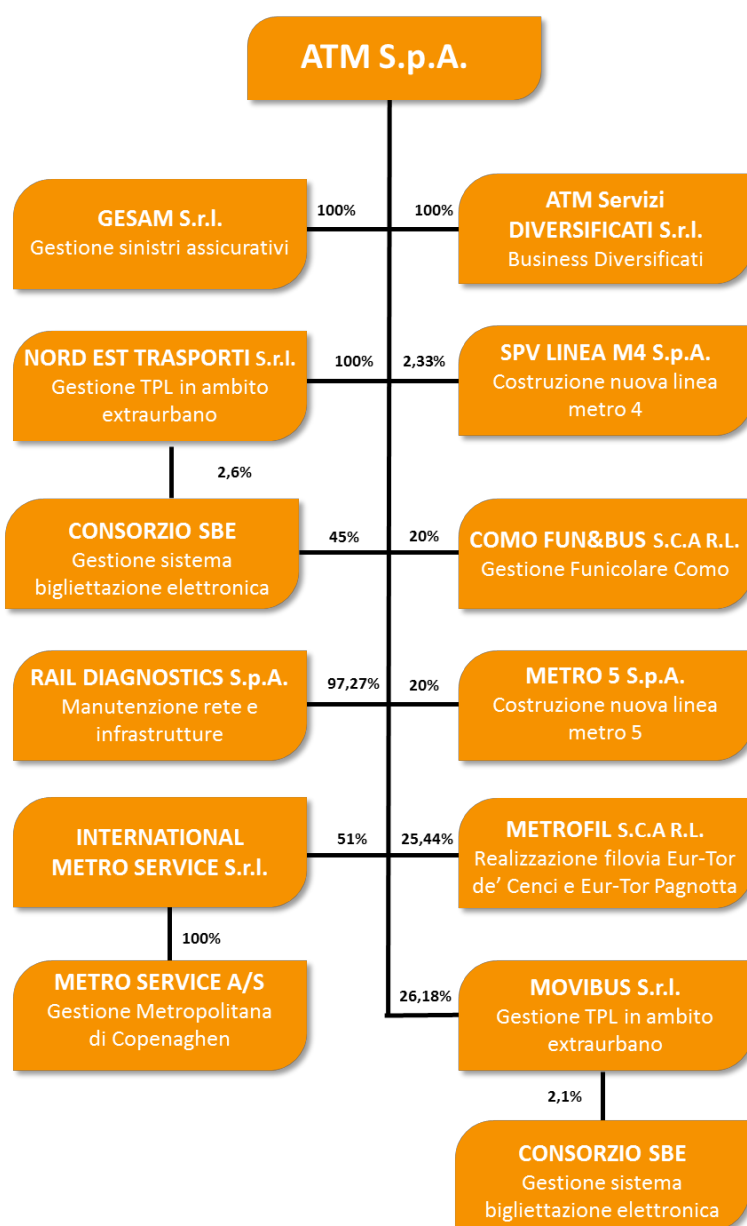 ATM S.p.A.
GESAM S.r.l.
Gestione sinistri assicurativi
100%
100%
ATM Servizi
DIVERSIFICATI S.r.l.
Business Diversificati
NORD EST TRASPORTI S.r.l.
Gestione TPL in ambito
extraurbano
100%
2,33%
SPV LINEA M4 S.p.A.
Costruzione nuova linea
metro 4
2,6%
CONSORZIO SBE
Gestione sistema
bigliettazione elettronica
45%
20%
COMO FUN&BUS S.C.A R.L.
Gestione Funicolare Como
RAIL DIAGNOSTICS S.p.A.
Manutenzione rete e
infrastrutture
97,27%
20%
METRO 5 S.p.A.
Costruzione nuova linea
metro 5
INTERNATIONAL
METRO SERVICE S.r.l.
51%
25,44%
METROFIL S.C.A R.L.
Realizzazione filovia Eur-Tor
de' Cenci e Eur-Tor Pagnotta
100%
METRO SERVICE A/S
Gestione Metropolitana
di Copenaghen
26,18%
MOVIBUS S.r.l.
Gestione TPL in ambito
extraurbano
2,1%
CONSORZIO SBE
Gestione sistema
bigliettazione elettronica